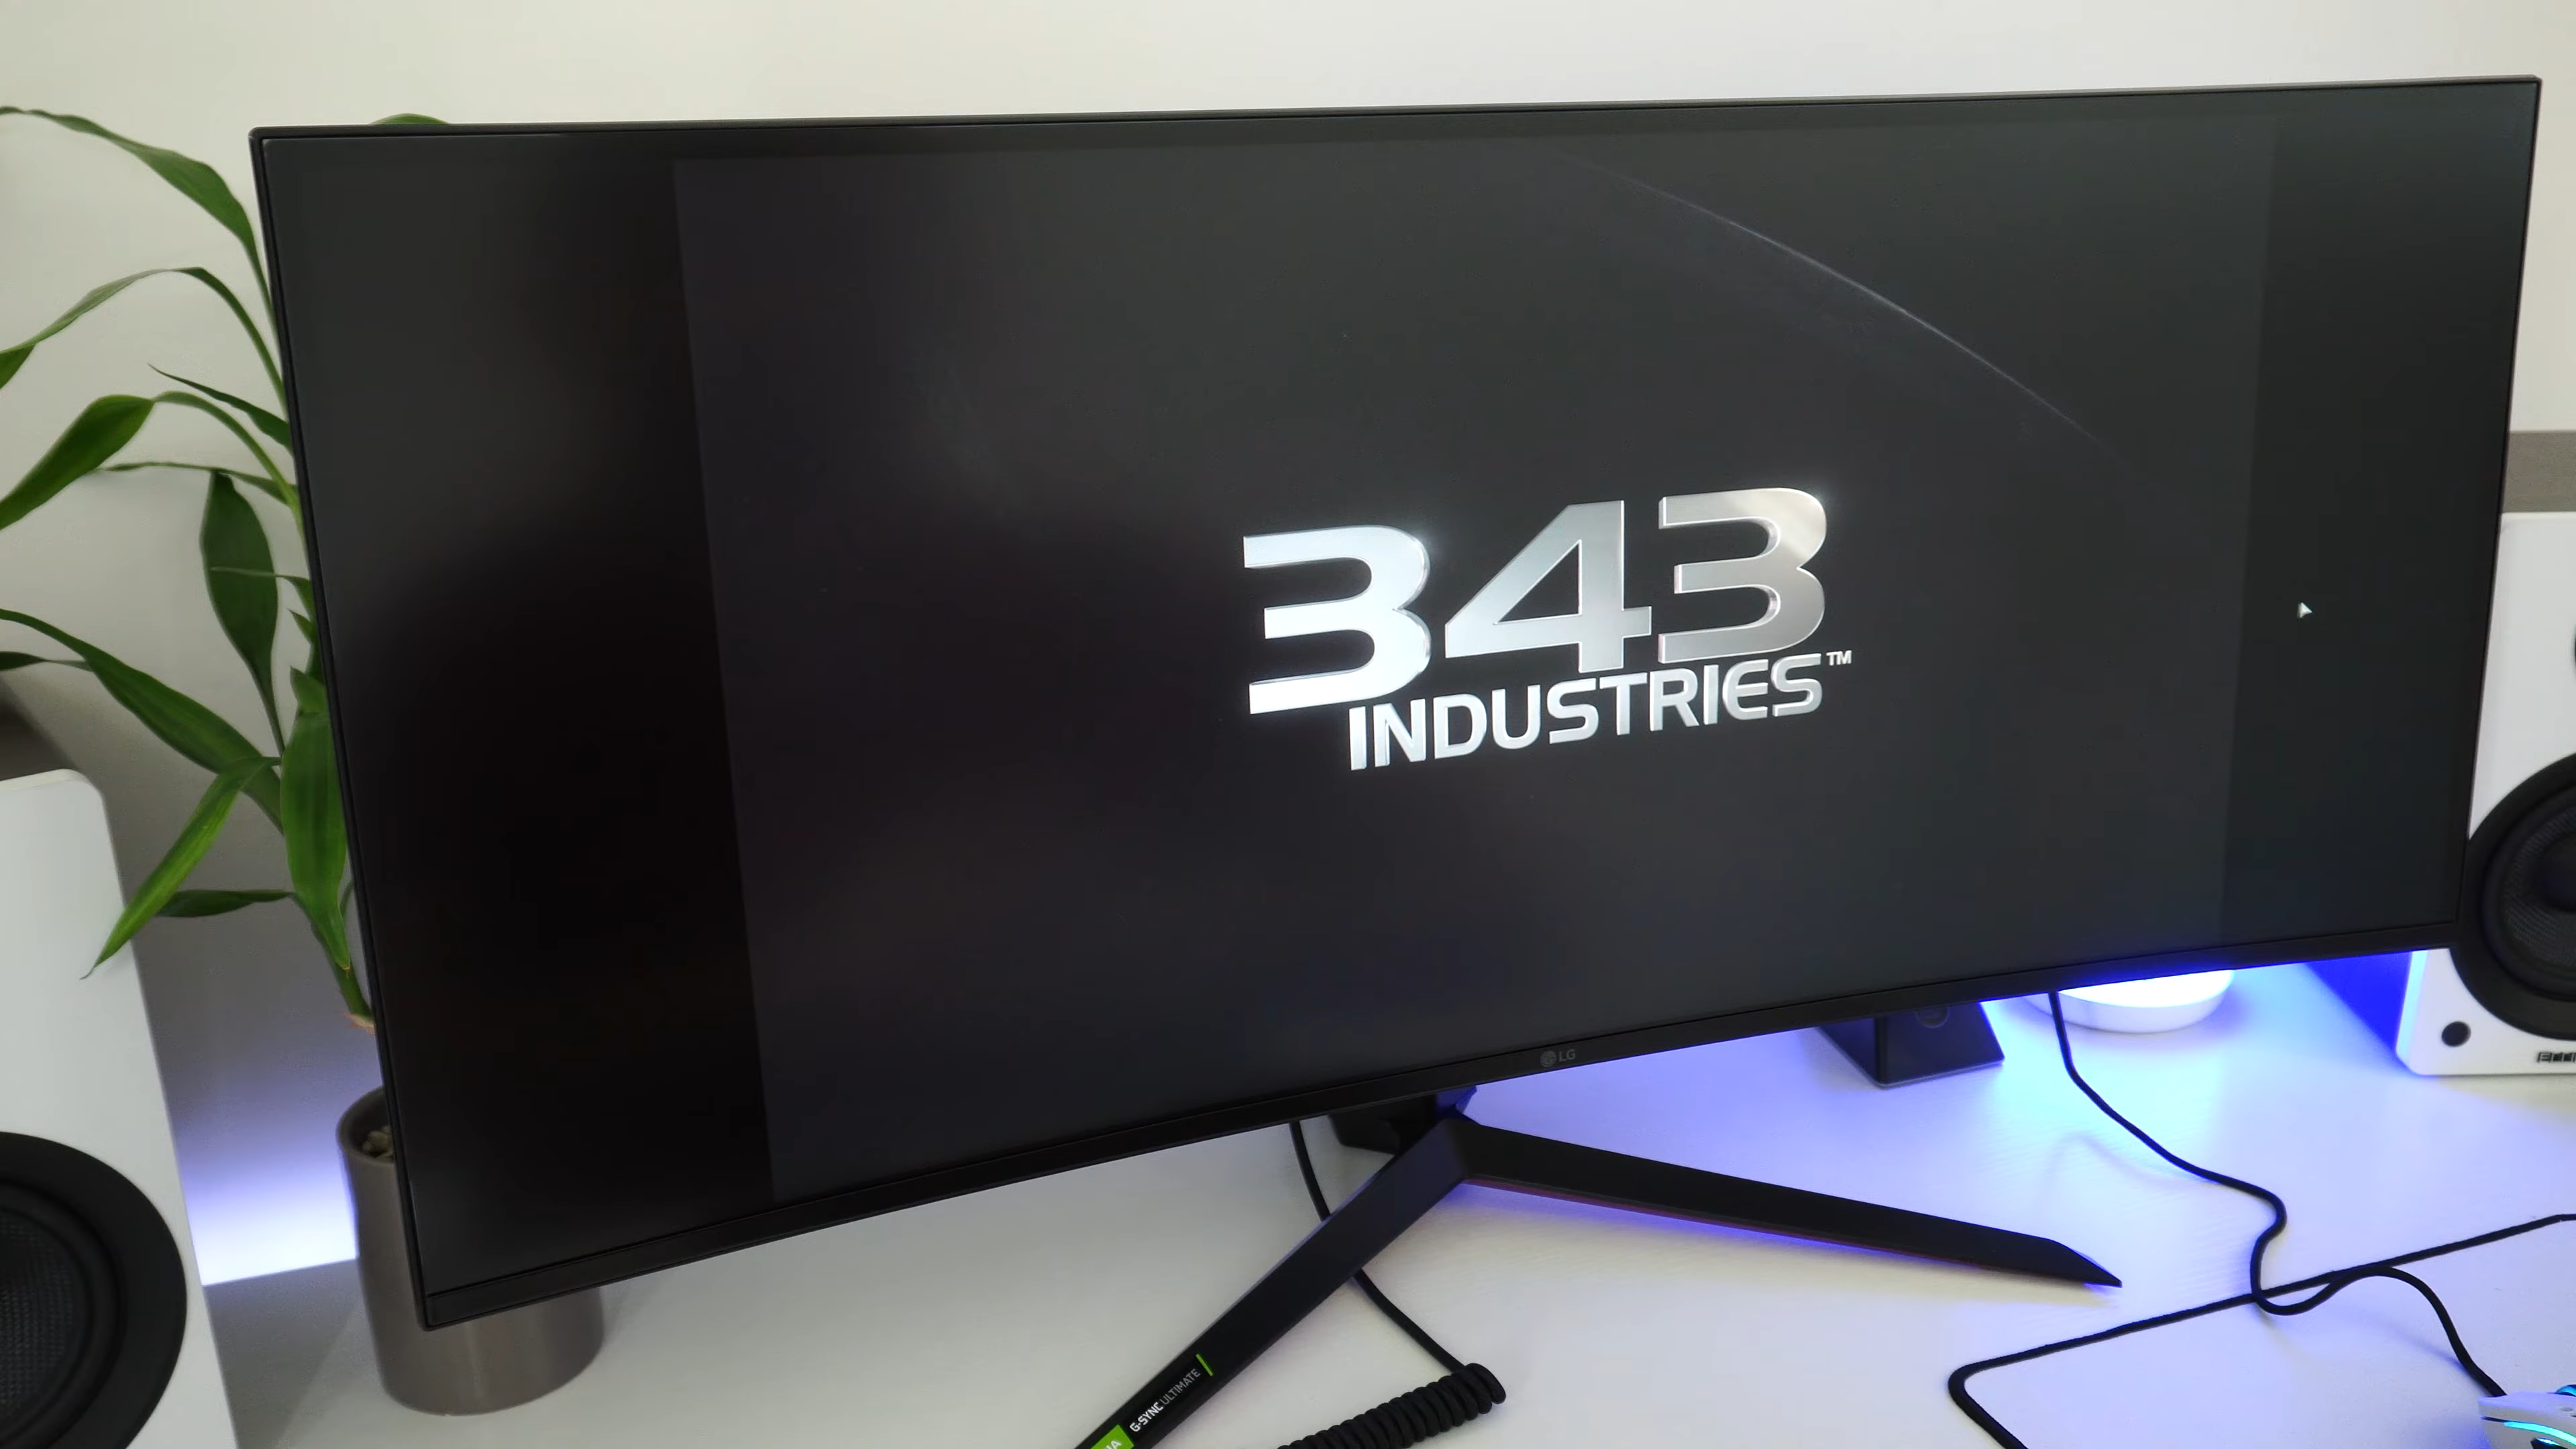 343
INDUSTRIES™
LG
G-SYNC ULTIMATE